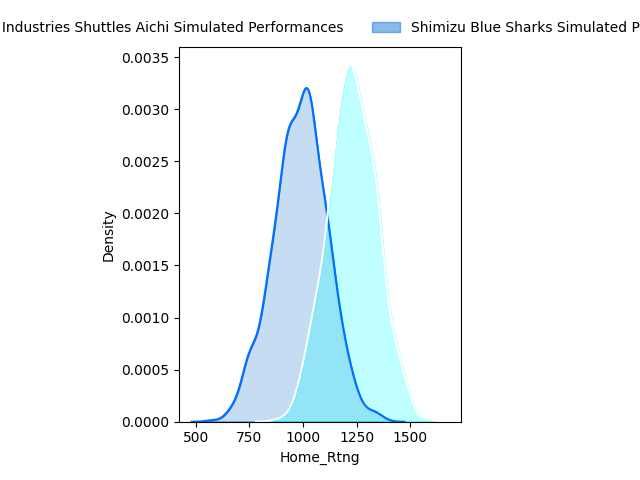 Industries Shuttles Aichi Simulated Performances Shimizu Blue Sharks Simulated P
0.0035
0.0030
0.0025
0.0020
0.0015
0.0010
0.0005
0.0000
Density
500 750 1000 1250 1500
Home_Rtng